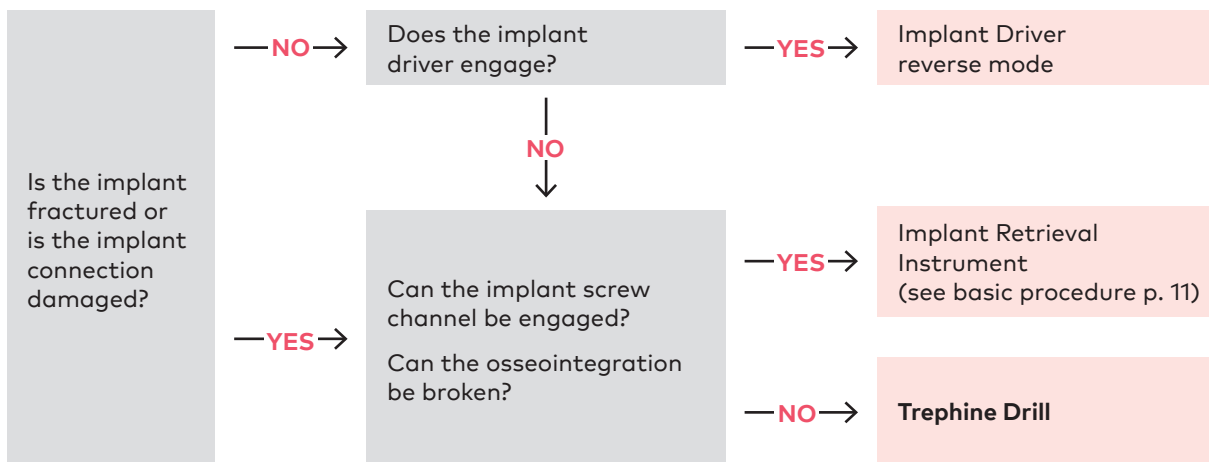 Is the implant
fractured or
is the implant
connection
damaged?
NO
Does the implant
driver engage?
YES
Implant Driver
reverse mode
NO
YES
Can the implant screw
channel be engaged?
Can the osseointegration
be broken?
YES
Implant Retrieval
Instrument
(see basic procedure p. 11)
NO
Trephine Drill